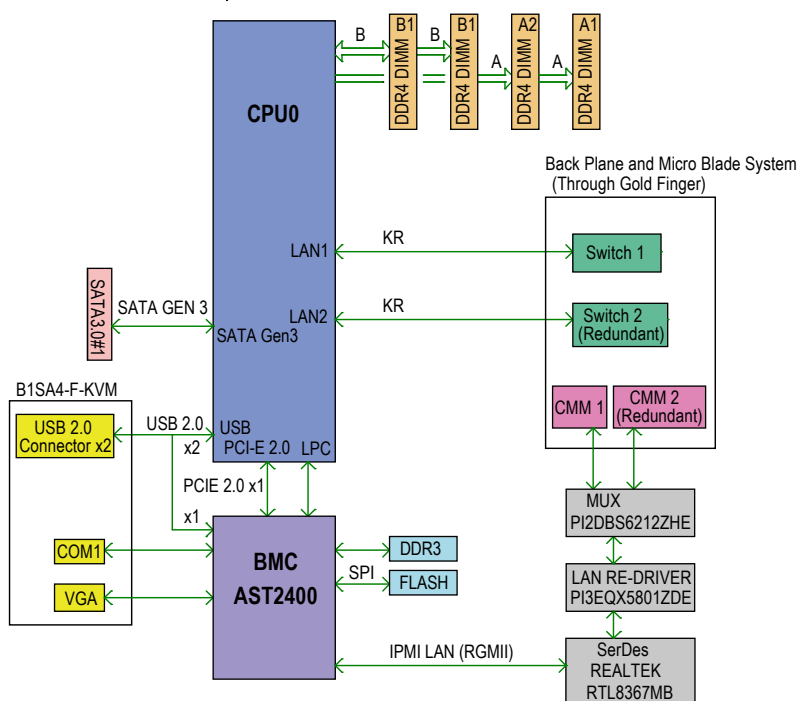 B1
B1
A2
A1
B
B
A
A
DDR4 DIMM
DDR4 DIMM
DDR4 DIMM
DDR4 DIMM
CPU0
Back Plane and Micro Blade System
(Through Gold Finger)
LAN1
KR
Switch 1
SATA3.0#1
SATA GEN 3
SATA Gen3
LAN2
KR
Switch 2
(Redundant)
B1SA4-F-KVM
USB 2.0
Connector x2
USB 2.0
x2
USB
PCI-E 2.0
LPC
CMM 1
CMM 2
(Redundant)
PCIE 2.0 x1
x1
MUX
PI2DBS6212ZHE
COM1
VGA
BMC
AST2400
DDR3
SPI
FLASH
LAN RE-DRIVER
PI3EQX5801ZDE
IPMI LAN (RGMII)
SerDes
REALTEK
RTL8367MB